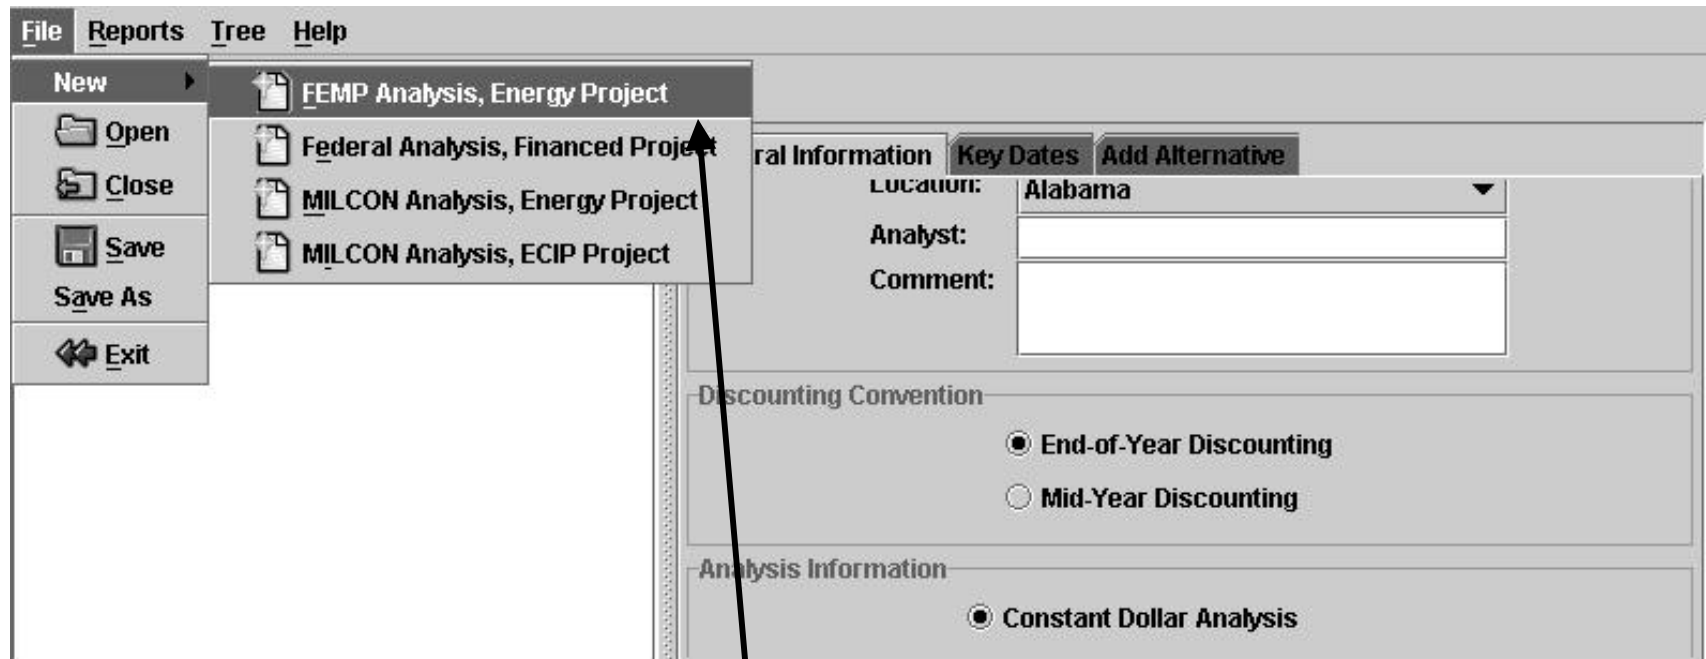 File Reports Tree Help
New
Open
Close
Save
Save As
Exit
FEMP Analysis, Energy Project
Federal Analysis, Financed Project
MILCON Analysis, Energy Project
MILCON Analysis, ECIP Project
ral Information Key Dates Add Alternative
Location: Alabama
Analyst:
Comment:
Discounting Convention
End-of-Year Discounting
Mid-Year Discounting
Analysis Information
Constant Dollar Analysis